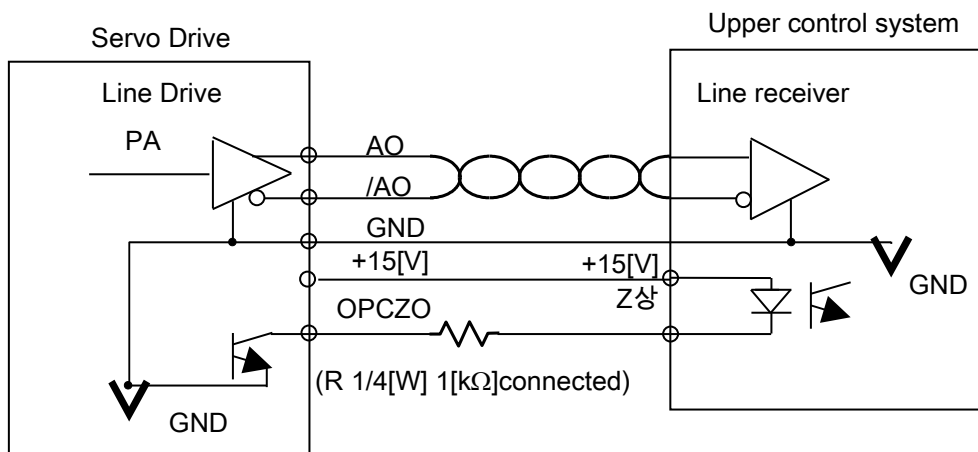 Upper control system
Servo Drive
Line Drive
Line receiver
PA
AO
/AO
GND
+15[V]
+15[V]
GND
Z상
OPCZO
(R 1/4[W] 1[kΩ]connected)
GND